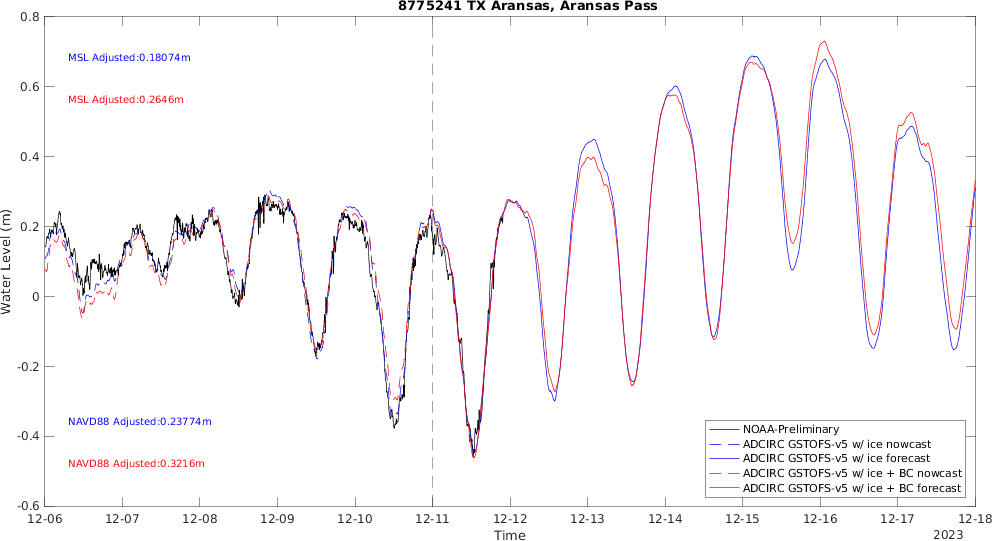 8775241 TX Aransas, Aransas Pass
0.8
0.6
0.4
0.2
0
-0.2
-0.4
-0.6
Water Level (m)
MSL Adjusted:0.18074m
MSL Adjusted:0.2646m
NAVD88 Adjusted:0.23774m
NAVD88 Adjusted:0.3216m
NOAA-Preliminary
ADCIRC GSTOFS-v5 w/ ice nowcast
ADCIRC GSTOFS-v5 w/ ice forecast
ADCIRC GSTOFS-v5 w/ ice + BC nowcast
ADCIRC GSTOFS-v5 w/ ice + BC forecast
12-06 12-07 12-08 12-09 12-10 12-11 12-12 12-13 12-14 12-15 12-16 12-17 12-18
Time
2023